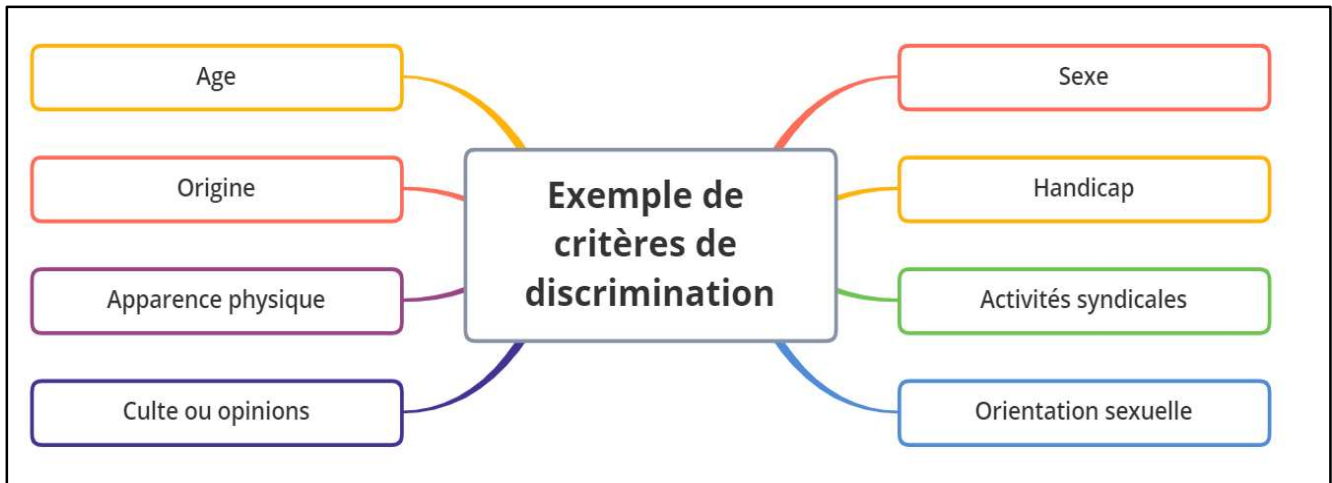 Age
Origine
Apparence physique
Culte ou opinions
Exemple de
critères de
discrimination
Sexe
Handicap
Activités syndicales
Orientation sexuelle